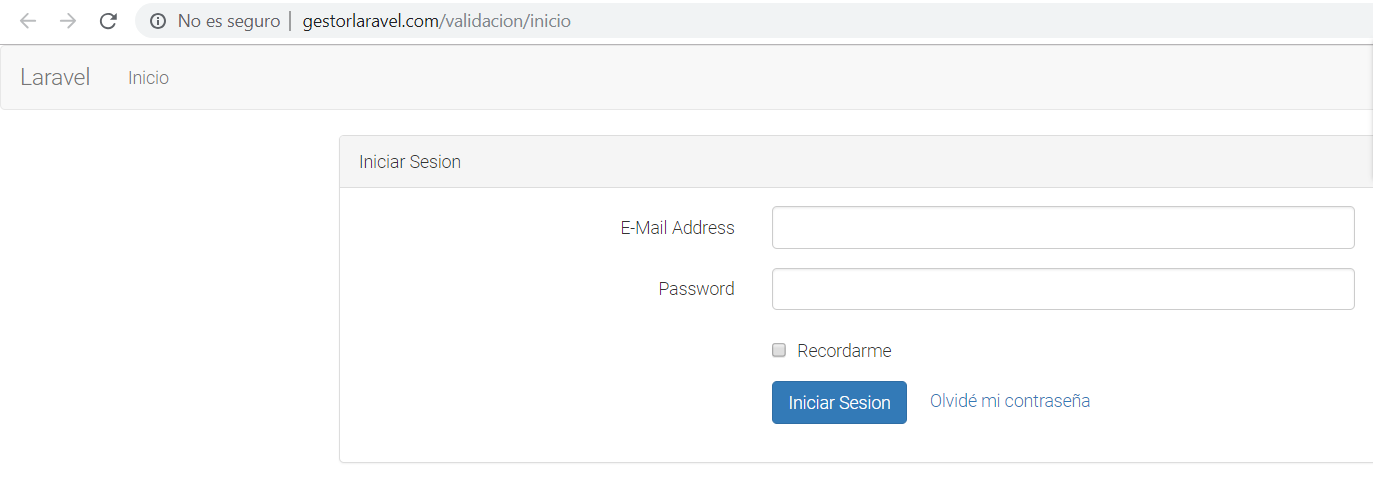 No es seguro | gestorlaravel.com/validacion/inicio
Laravel Inicio
Iniciar Sesion
E-Mail Address
Password
Recordarme
Iniciar Sesion Olvidé mi contraseña